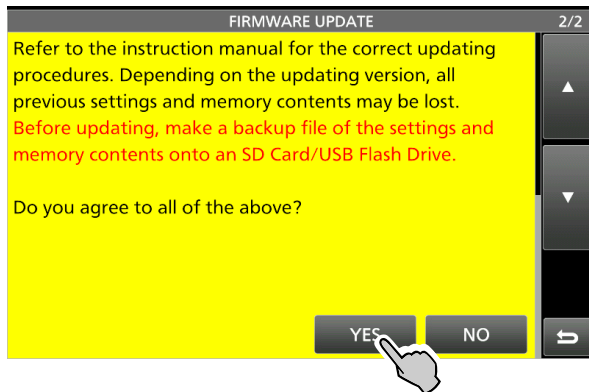 FIRMWARE UPDATE 2/2
Refer to the instruction manual for the correct updating
procedures. Depending on the updating version, all
previous settings and memory contents may be lost.
Before updating, make a backup file of the settings and
memory contents onto an SD Card/USB Flash Drive.
Do you agree to all of the above?
YES NO